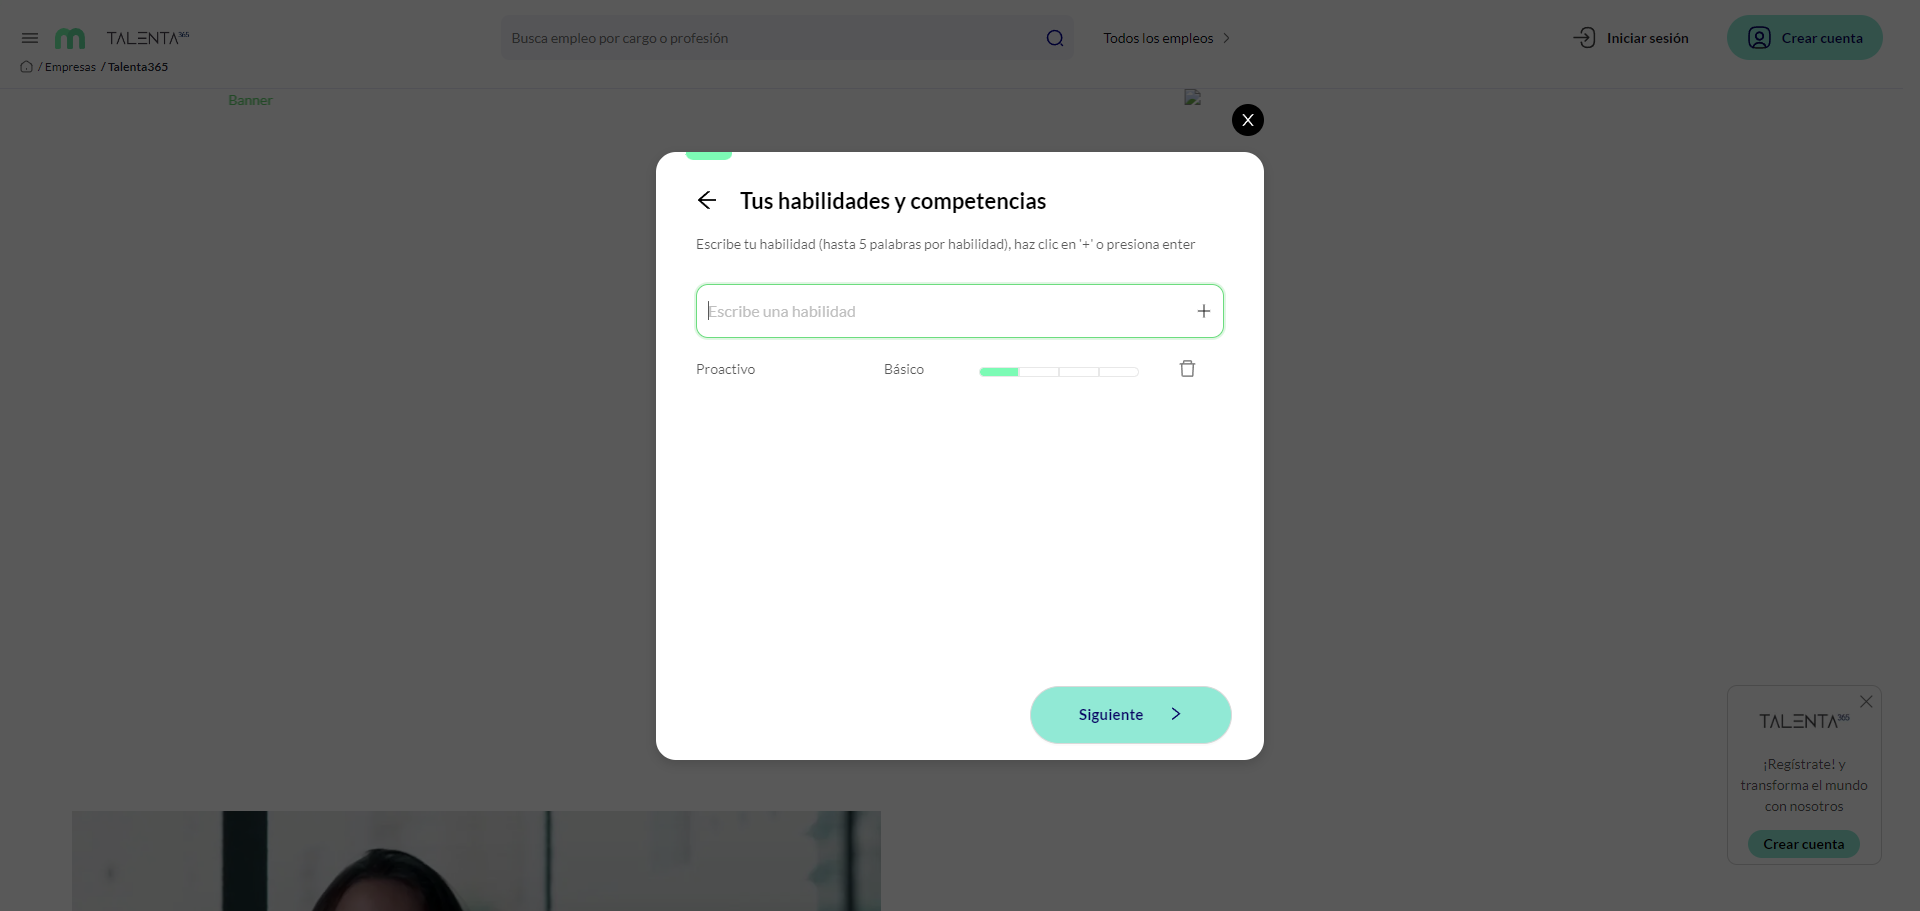 TALENTA365
Busca empleo por cargo o profesión
Todos los empleos
Iniciar sesión
Crear cuenta
/ Empresas / Talenta365
Banner
X
Tus habilidades y competencias
Escribe tu habilidad (hasta 5 palabras por habilidad), haz clic en '+' o presiona enter
Escribe una habilidad
Proactivo
Básico
Siguiente
TALENTA365
¡Regístrate! y
transforma el mundo
con nosotros
Crear cuenta